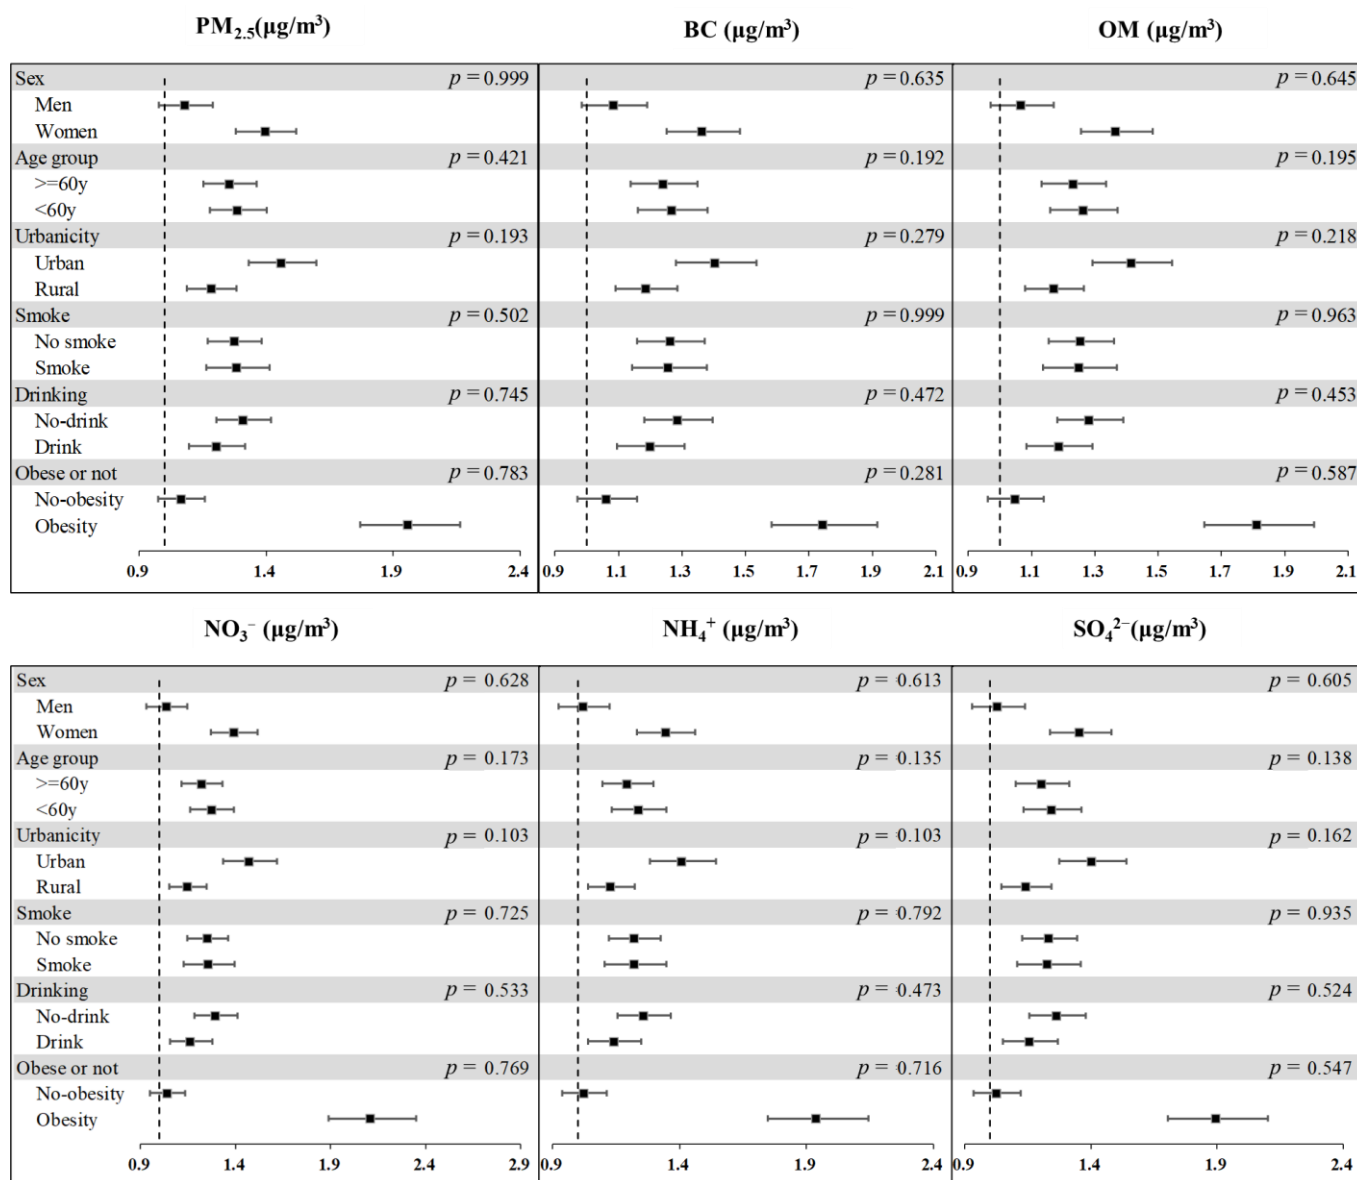 PM2.5(μg/m³) BC (μg/m³) OM (μg/m³)
Sex p = 0.999 p = 0.635 p = 0.645
Men
Women
Age group p = 0.421 p = 0.192 p = 0.195
>=60y
<60y
Urbanicity p = 0.193 p = 0.279 p = 0.218
Urban
Rural
Smoke p = 0.502 p = 0.999 p = 0.963
No smoke
Smoke
Drinking p = 0.745 p = 0.472 p = 0.453
No-drink
Drink
Obese or not p = 0.783 p = 0.281 p = 0.587
No-obesity
Obesity
0.9 1.4 1.9 2.4 0.9 1.1 1.3 1.5 1.7 1.9 2.1 0.9 1.1 1.3 1.5 1.7 1.9 2.1
NO₃⁻ (μg/m³) NH₄⁺ (μg/m³) SO₄²⁻(μg/m³)
Sex p = 0.628 p = 0.613 p = 0.605
Men
Women
Age group p = 0.173 p = 0.135 p = 0.138
>=60y
<60y
Urbanicity p = 0.103 p = 0.103 p = 0.162
Urban
Rural
Smoke p = 0.725 p = 0.792 p = 0.935
No smoke
Smoke
Drinking p = 0.533 p = 0.473 p = 0.524
No-drink
Drink
Obese or not p = 0.769 p = 0.716 p = 0.547
No-obesity
Obesity
0.9 1.4 1.9 2.4 2.9 0.9 1.4 1.9 2.4 0.9 1.4 1.9 2.4